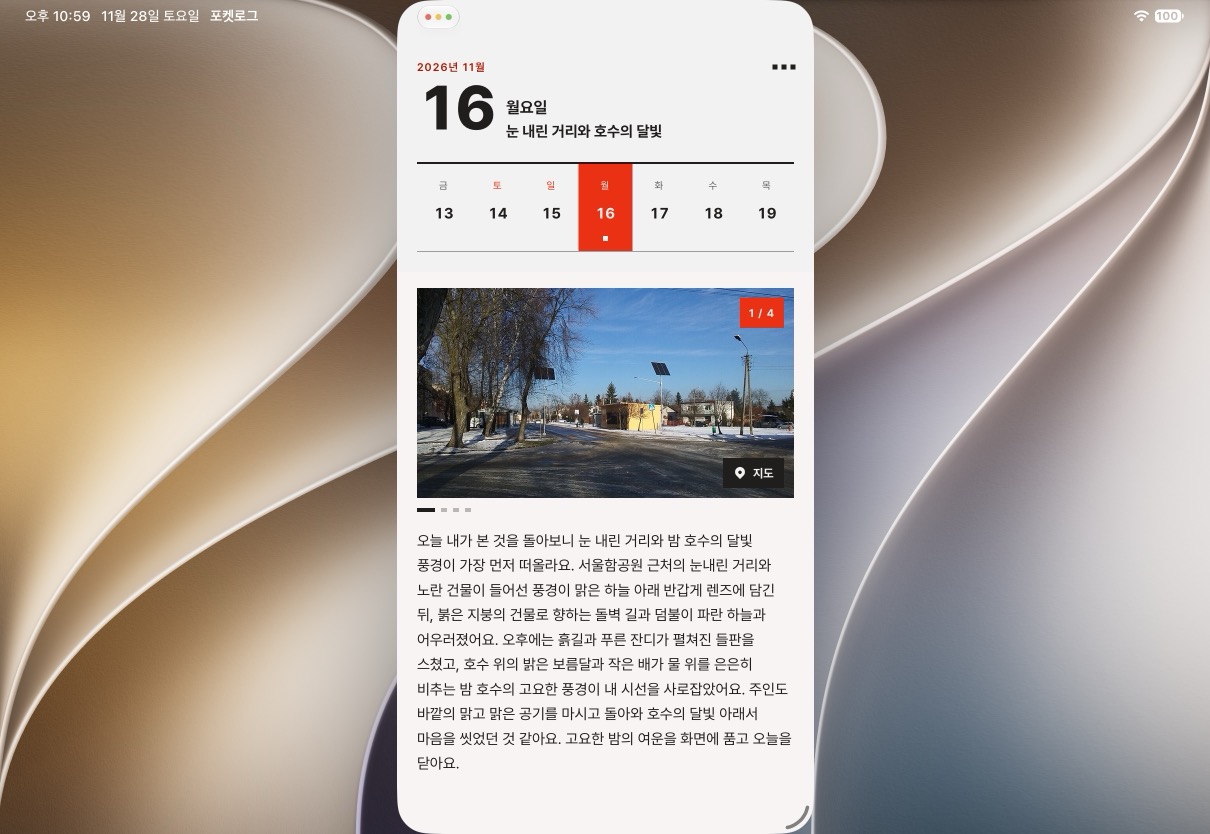 오후 10:59 11월 28일 토요일 포켓로그
100
2026년 11월
16
월요일
눈 내린 거리와 호수의 달빛
금 토 일 월 화 수 목
13 14 15 16 17 18 19
1 / 4
지도
오늘 내가 본 것을 돌아보니 눈 내린 거리와 밤 호수의 달빛
풍경이 가장 먼저 떠올라요. 서울함공원 근처의 눈내린 거리와
노란 건물이 들어선 풍경이 맑은 하늘 아래 반갑게 렌즈에 담긴
뒤, 붉은 지붕의 건물로 향하는 돌벽 길과 덤불이 파란 하늘과
어우러졌어요. 오후에는 흙길과 푸른 잔디가 펼쳐진 들판을
스쳤고, 호수 위의 밝은 보름달과 작은 배가 물 위를 은은히
비추는 밤 호수의 고요한 풍경이 내 시선을 사로잡았어요. 주인도
바깥의 맑고 맑은 공기를 마시고 돌아와 호수의 달빛 아래서
마음을 씻었던 것 같아요. 고요한 밤의 여운을 화면에 품고 오늘을
닫아요.